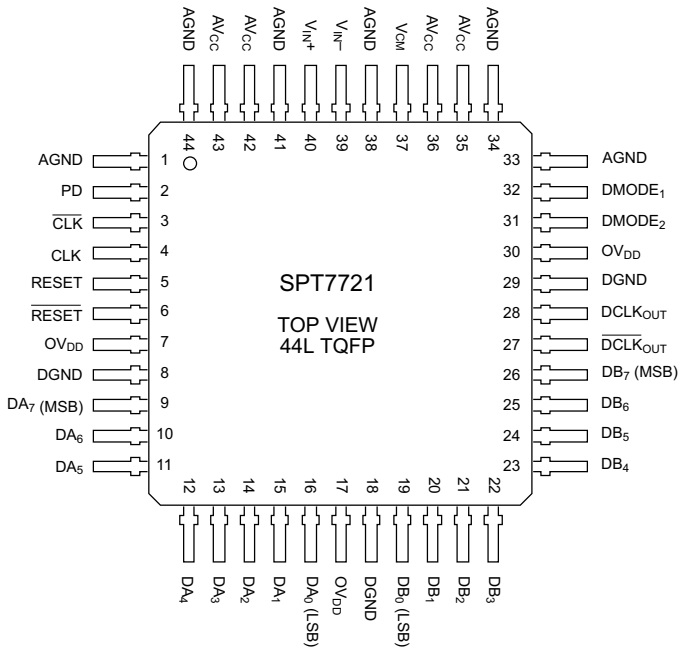 AGND
AVCC
AVCC
AGND
VIN+
VIN–
AGND
VCM
AVCC
AVCC
AGND
44
43
42
41
40
39
38
37
36
35
34
AGND 1
PD 2
C̅L̅K̅ 3
CLK 4
RESET 5
R̅E̅S̅E̅T̅ 6
OVDD 7
DGND 8
DA7 (MSB) 9
DA6 10
DA5 11
SPT7721
TOP VIEW
44L TQFP
33 AGND
32 DMODE1
31 DMODE2
30 OVDD
29 DGND
28 DCLKOUT
27 D̅C̅L̅K̅OUT
26 DB7 (MSB)
25 DB6
24 DB5
23 DB4
12
13
14
15
16
17
18
19
20
21
22
DA4
DA3
DA2
DA1
DA0 (LSB)
OVDD
DGND
DB0 (LSB)
DB1
DB2
DB3